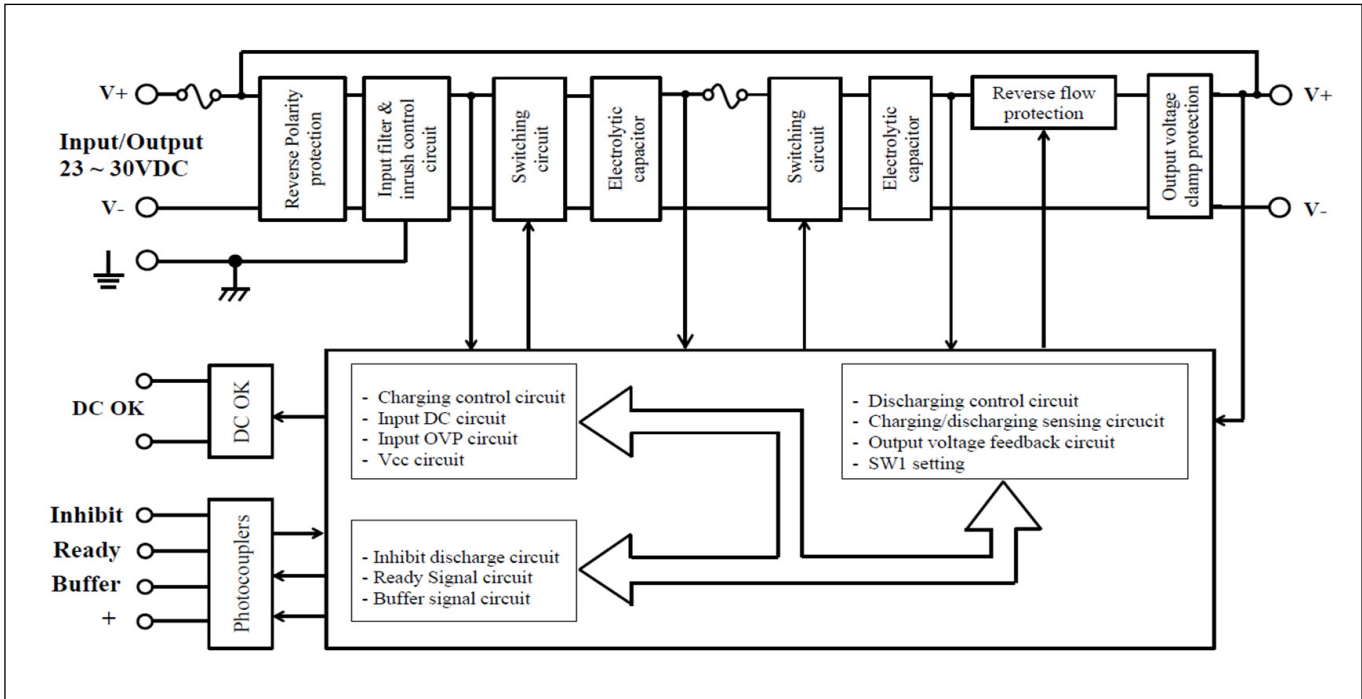 V+
Input/Output
23 ~ 30VDC
V-
Reverse Polarity
protection
Input filter &
inrush control
circuit
Switching
circuit
Electrolytic
capacitor
Switching
circuit
Electrolytic
capacitor
Reverse flow
protection
Output voltage
clamp protection
V+
V-
DC OK
DC OK
- Charging control circuit
- Input DC circuit
- Input OVP circuit
- Vcc circuit
- Discharging control circuit
- Charging/discharging sensing cirucit
- Output voltage feedback circuit
- SW1 setting
Inhibit
Ready
Buffer
+
Photocouplers
- Inhibit discharge circuit
- Ready Signal circuit
- Buffer signal circuit